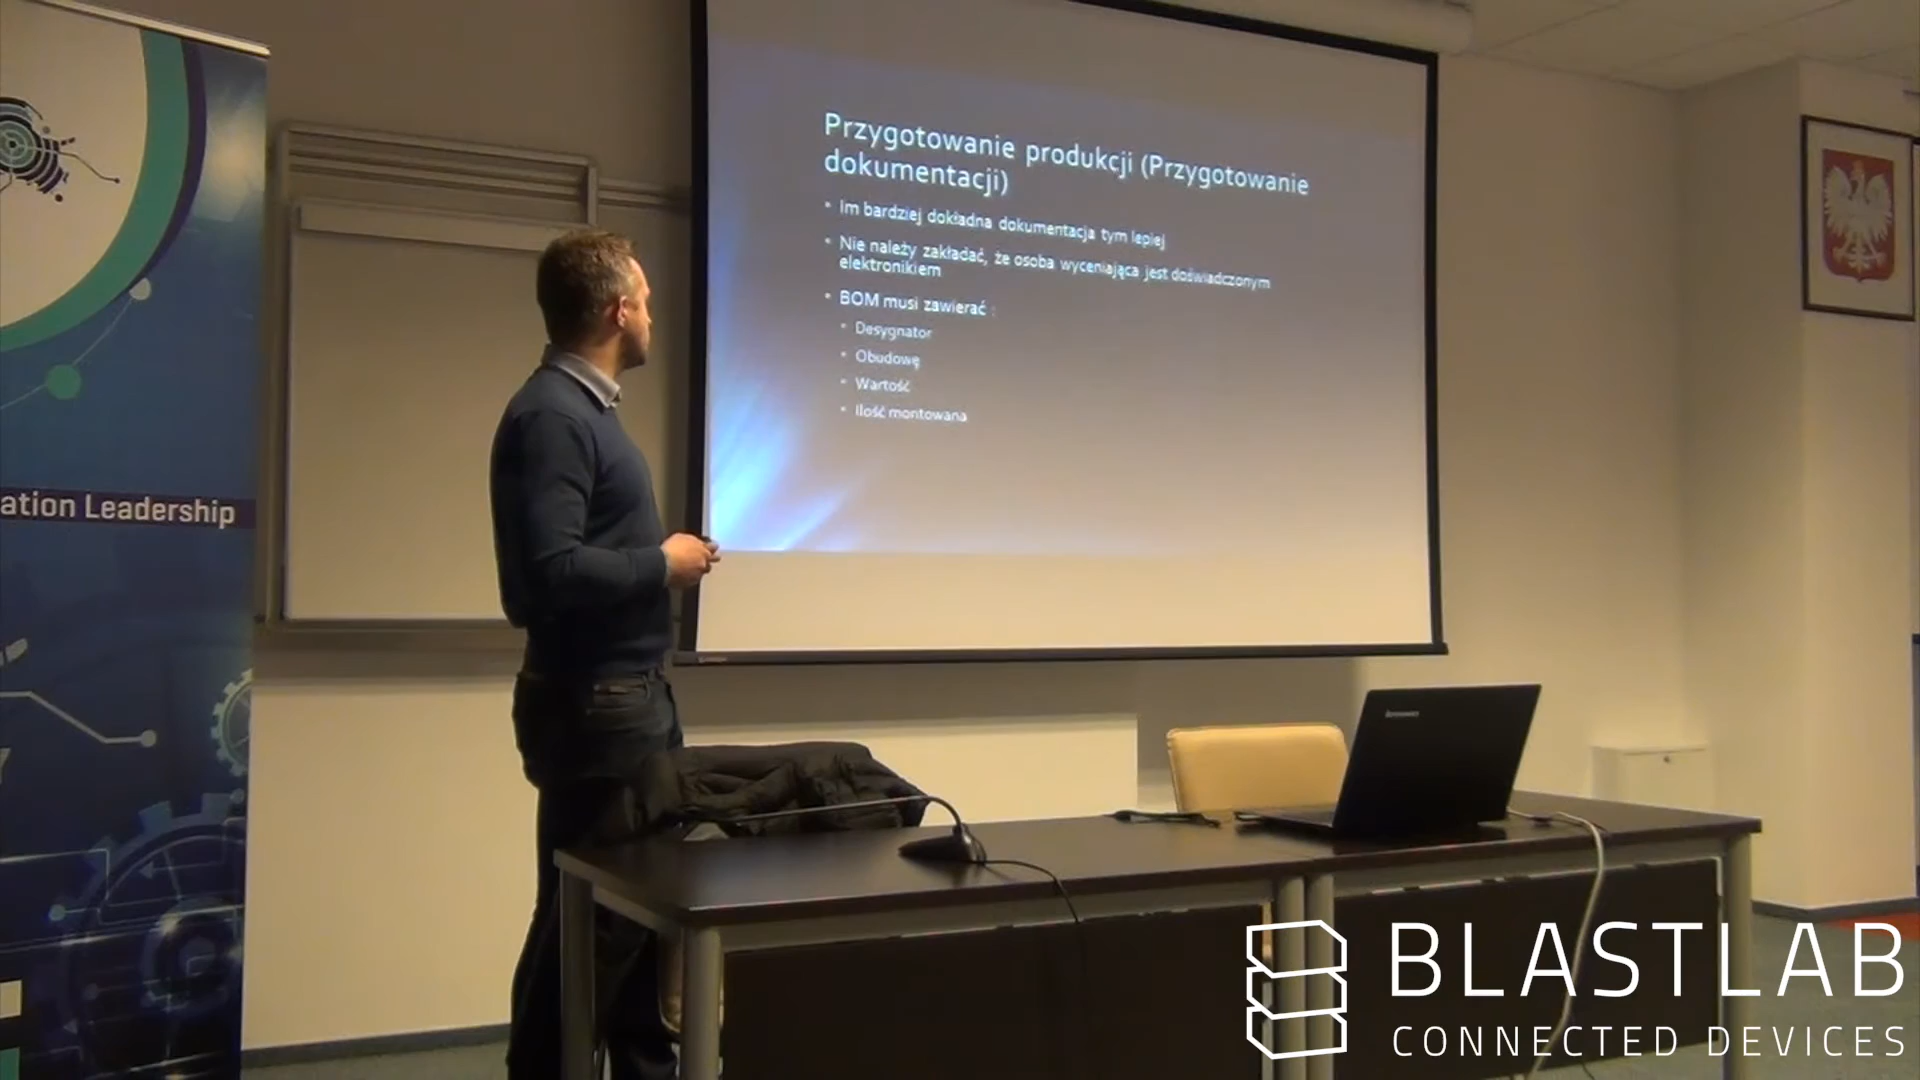 Przygotowanie produkcji (Przygotowanie
dokumentacji)
• Im bardziej dokładna dokumentacja tym lepiej
• Nie należy zakładać, że osoba wyceniająca jest doświadczonym
elektronikiem
• BOM musi zawierać :
• Desygnator
• Obudowę
• Wartość
• Ilość montowana
ation Leadership
lenovo
BLASTLAB
CONNECTED DEVICES